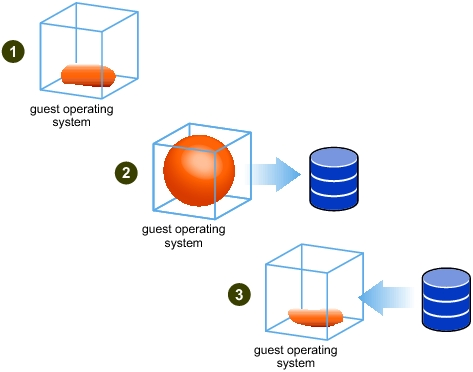 1
guest operating
system
2
guest operating
system
3
guest operating
system